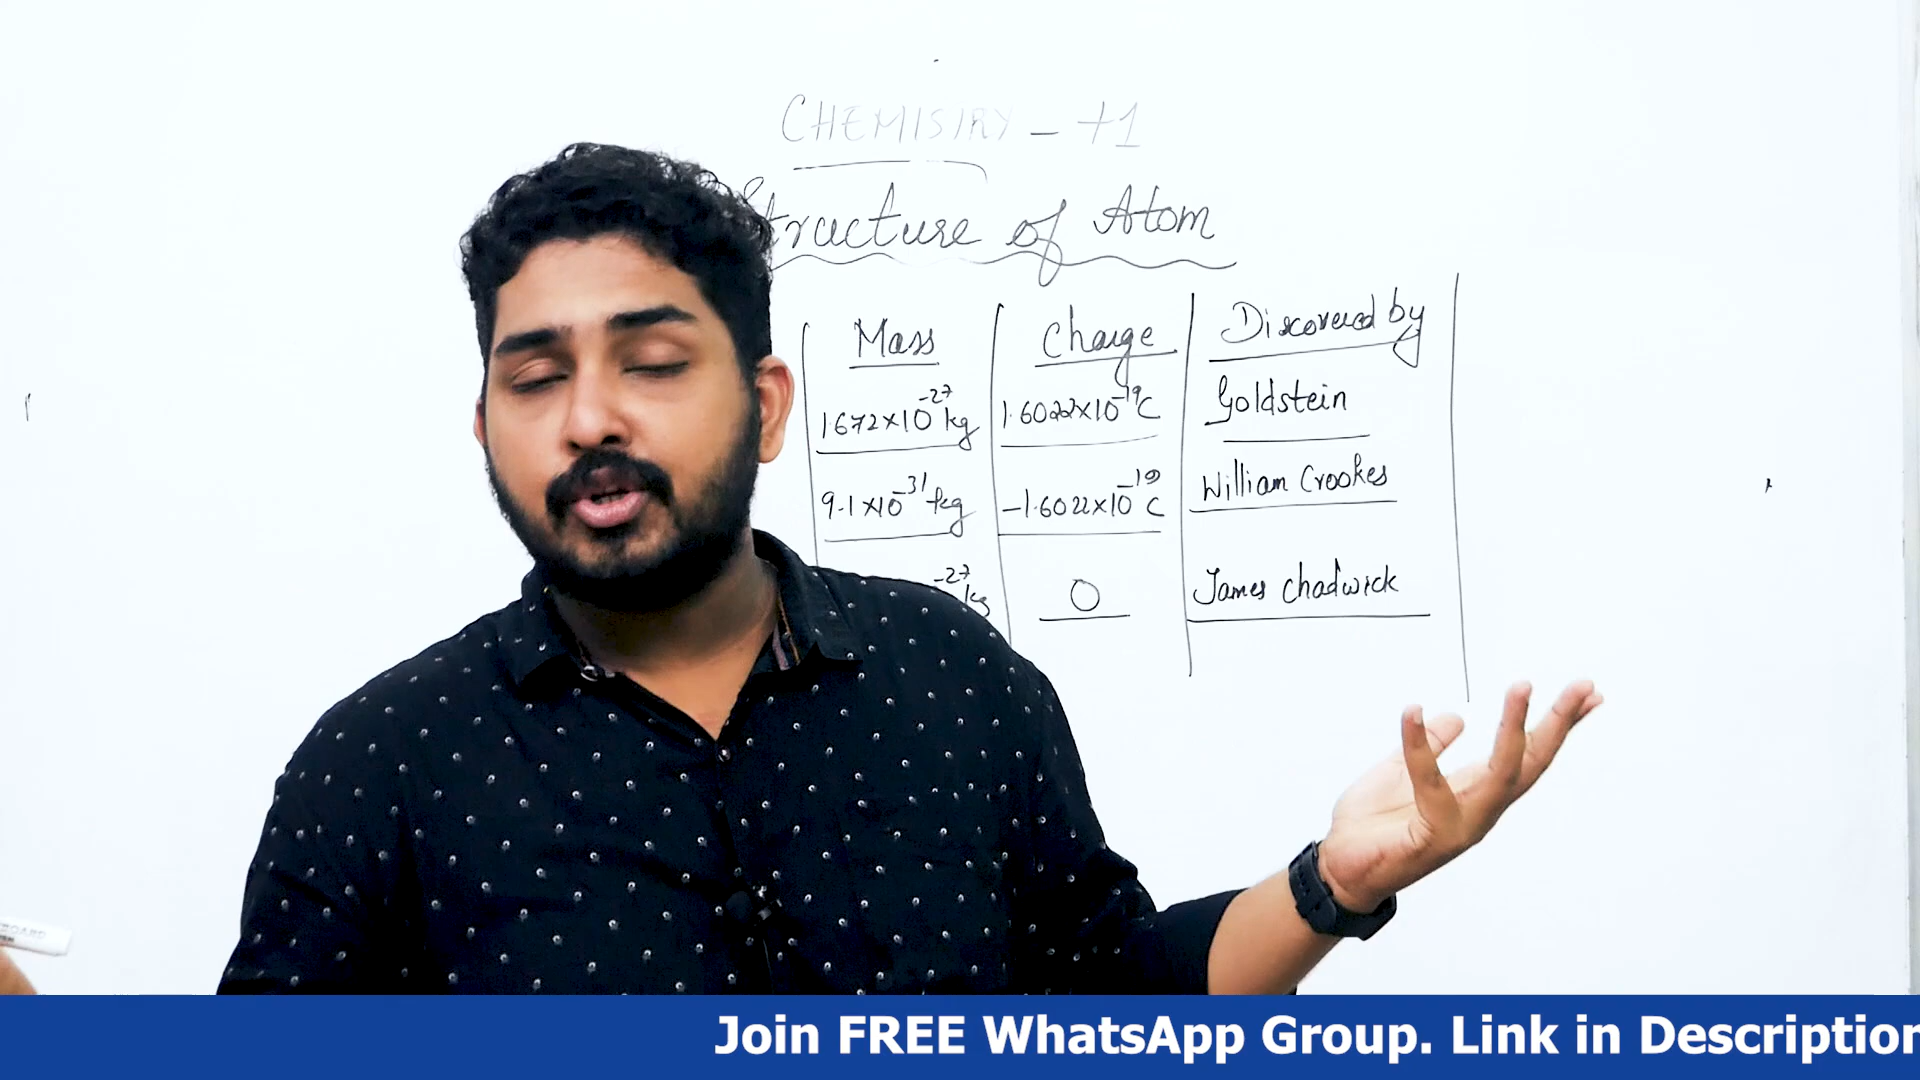 CHEMISTRY - +1
Structure of Atom
Mass Charge Discovered by
1.672×10⁻²⁷ kg 1.6022×10⁻¹⁹ C Goldstein
9.1×10⁻³¹ kg -1.6022×10⁻¹⁹ C William Crookes
⁻²⁷ kg 0 James Chadwick
Join FREE WhatsApp Group. Link in Description